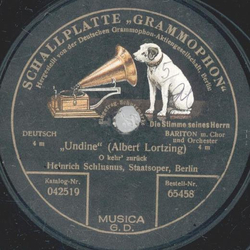 SCHALLPLATTE „GRAMMOPHON"
Hergestellt von der Deutschen Grammophon-Aktiengesellschaft, Berlin
Die Stimme seines Herrn
DEUTSCH
4 m
BARITON m. Chor
und Orchester
4 m
„Undine" (Albert Lortzing)
O kehr' zurück
Heinrich Schlusnus, Staatsoper, Berlin
Katalog-Nr.
042519
Bestell-Nr.
65458
MUSICA
G. D.